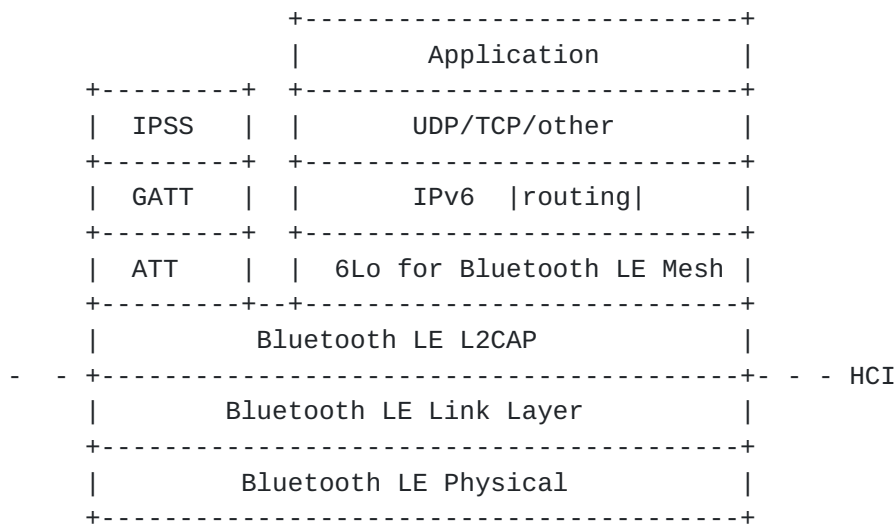 Application
IPSS UDP/TCP/other
GATT IPv6 |routing|
ATT 6Lo for Bluetooth LE Mesh
Bluetooth LE L2CAP
HCI
Bluetooth LE Link Layer
Bluetooth LE Physical